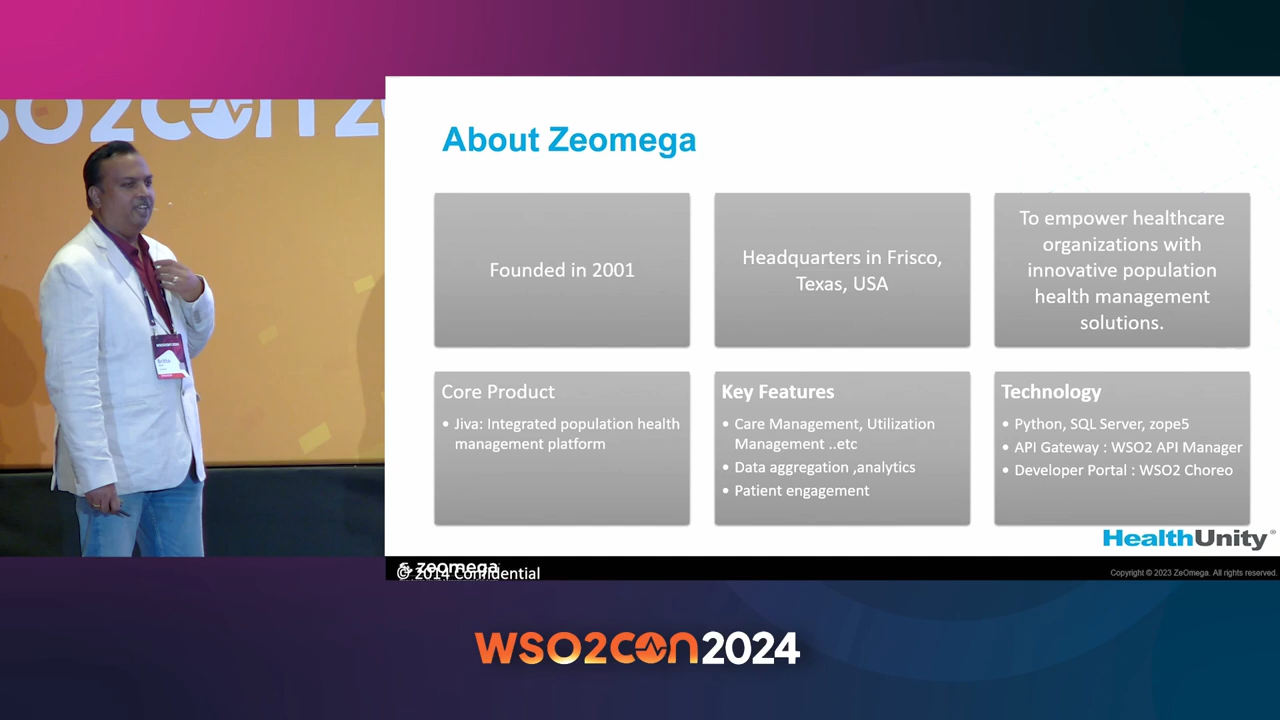 WSO2CON 2
About Zeomega
Founded in 2001
Headquarters in Frisco,
Texas, USA
To empower healthcare
organizations with
innovative population
health management
solutions.
Core Product
• Jiva: Integrated population health
management platform
Key Features
• Care Management, Utilization
Management ..etc
• Data aggregation ,analytics
• Patient engagement
Technology
• Python, SQL Server, zope5
• API Gateway : WSO2 API Manager
• Developer Portal : WSO2 Choreo
HealthUnity®
zeomega
© 2014 Confidential
Copyright © 2023 ZeOmega. All rights reserved.
WSO2CON2024